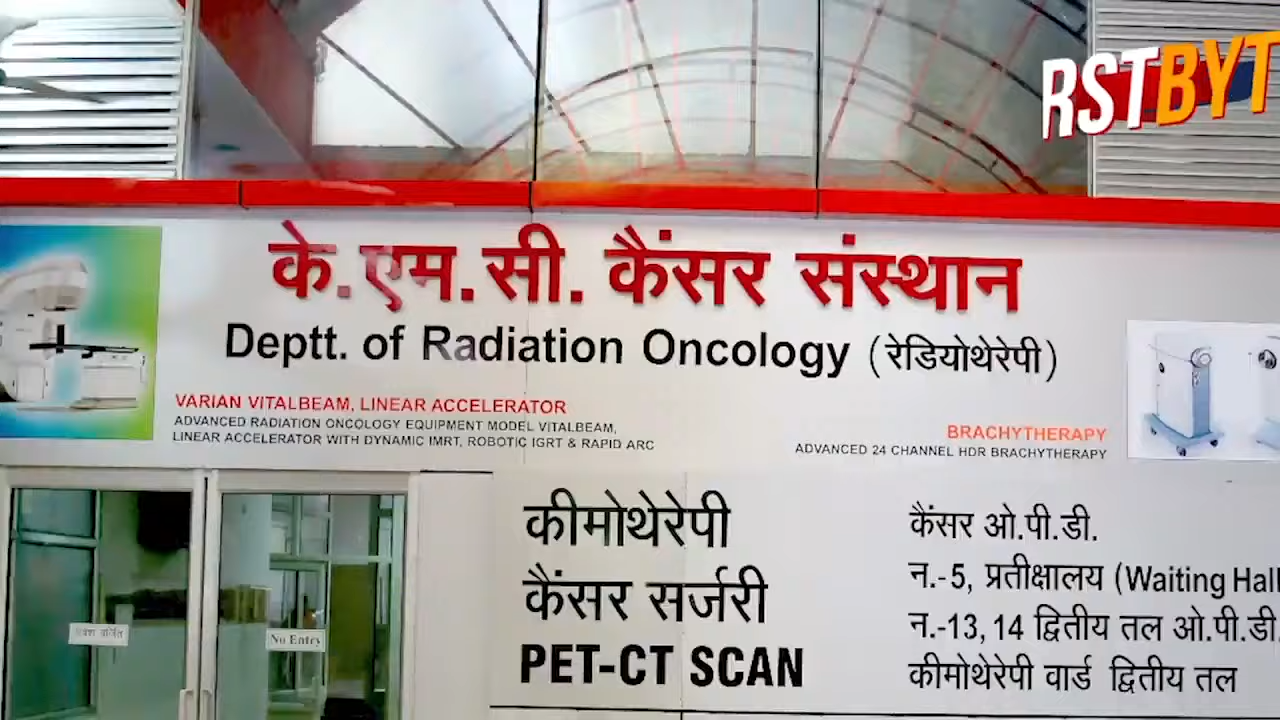 RSTBYT
के.एम.सी. कैंसर संस्थान
Deptt. of Radiation Oncology (रेडियोथेरेपी)
VARIAN VITALBEAM, LINEAR ACCELERATOR
ADVANCED RADIATION ONCOLOGY EQUIPMENT MODEL VITALBEAM,
LINEAR ACCELERATOR WITH DYNAMIC IMRT, ROBOTIC IGRT & RAPID ARC
BRACHYTHERAPY
ADVANCED 24 CHANNEL HDR BRACHYTHERAPY
कीमोथेरेपी
कैंसर सर्जरी
PET-CT SCAN
कैंसर ओ.पी.डी.
न.-5, प्रतीक्षालय (Waiting Hall
न.-13, 14 द्वितीय तल ओ.पी.डी.
कीमोथेरेपी वार्ड द्वितीय तल
No Entry